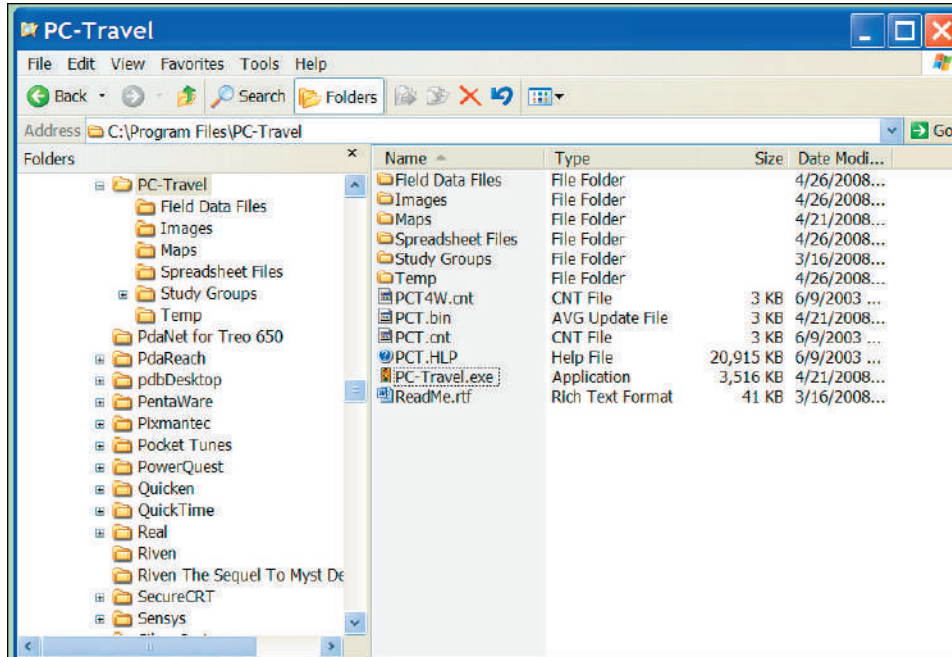 PC-Travel
File Edit View Favorites Tools Help
Back Search Folders
Address C:\Program Files\PC-Travel Go
Folders
PC-Travel
Field Data Files
Images
Maps
Spreadsheet Files
Study Groups
Temp
PdaNet for Treo 650
PdaReach
pdbDesktop
PentaWare
Pixmantec
Pocket Tunes
PowerQuest
Quicken
QuickTime
Real
Riven
Riven The Sequel To Myst De
SecureCRT
Sensys
Name Type Size Date Modi...
Field Data Files File Folder 4/26/2008...
Images File Folder 4/26/2008...
Maps File Folder 4/21/2008...
Spreadsheet Files File Folder 4/26/2008...
Study Groups File Folder 3/16/2008...
Temp File Folder 4/26/2008...
PCT4W.cnt CNT File 3 KB 6/9/2003 ...
PCT.bin AVG Update File 3 KB 4/21/2008...
PCT.cnt CNT File 3 KB 6/9/2003 ...
PCT.HLP Help File 20,915 KB 6/9/2003 ...
PC-Travel.exe Application 3,516 KB 4/21/2008...
ReadMe.rtf Rich Text Format 41 KB 3/16/2008...